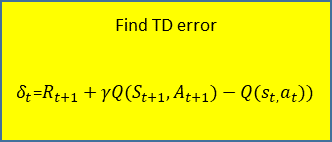 Find TD error
δₜ=Rₜ₊₁ + γQ(Sₜ₊₁, Aₜ₊₁) − Q(sₜ,aₜ))